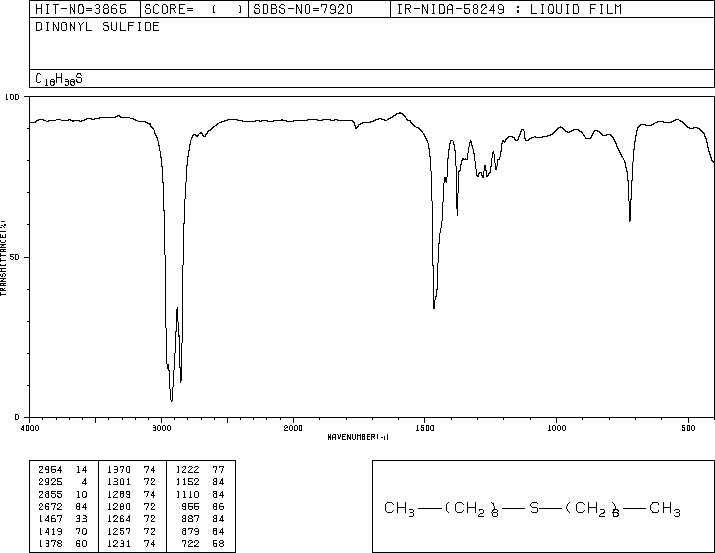 HIT-NO=3865 SCORE= ( ) SDBS-NO=7920 IR-NIDA-58249 : LIQUID FILM
DINONYL SULFIDE
C18H38S
100
50
0
TRANSMITTANCE(%)
4000 3000 2000 1500 1000 500
WAVENUMBER(-1)
2964 14 1370 74 1222 77
2925 4 1301 72 1152 84
2855 10 1289 74 1110 84
2672 84 1280 72 966 86
1467 33 1264 72 887 84
1419 70 1257 72 879 84
1378 60 1231 74 722 58
CH3—(CH2)8—S—(CH2)8—CH3